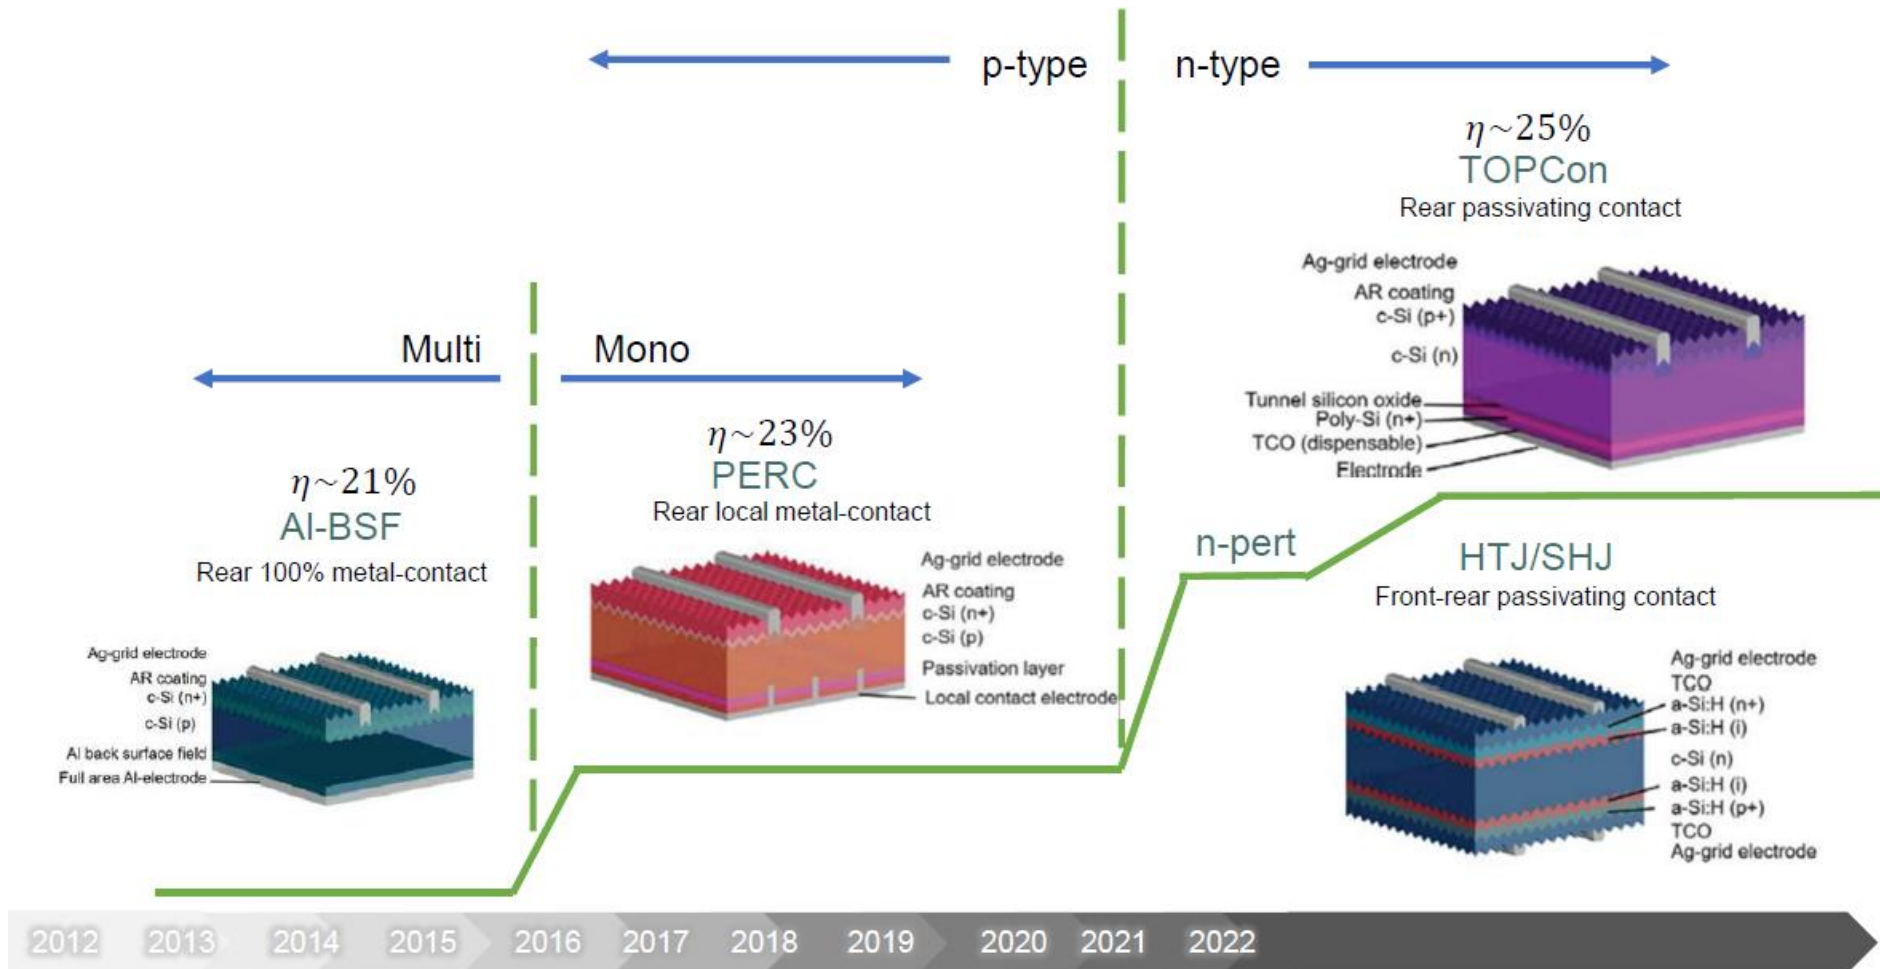 p-type
n-type
η~25%
TOPCon
Rear passivating contact
Ag-grid electrode
AR coating
c-Si (p+)
c-Si (n)
Tunnel silicon oxide
Poly-Si (n+)
TCO (dispensable)
Electrode
Multi
Mono
η~23%
PERC
Rear local metal-contact
Ag-grid electrode
AR coating
c-Si (n+)
c-Si (p)
Passivation layer
Local contact electrode
η~21%
Al-BSF
Rear 100% metal-contact
Ag-grid electrode
AR coating
c-Si (n+)
c-Si (p)
Al back surface field
Full area Al-electrode
n-pert
HTJ/SHJ
Front-rear passivating contact
Ag-grid electrode
TCO
a-Si:H (n+)
a-Si:H (i)
c-Si (n)
a-Si:H (i)
a-Si:H (p+)
TCO
Ag-grid electrode
2012 2013 2014 2015 2016 2017 2018 2019 2020 2021 2022